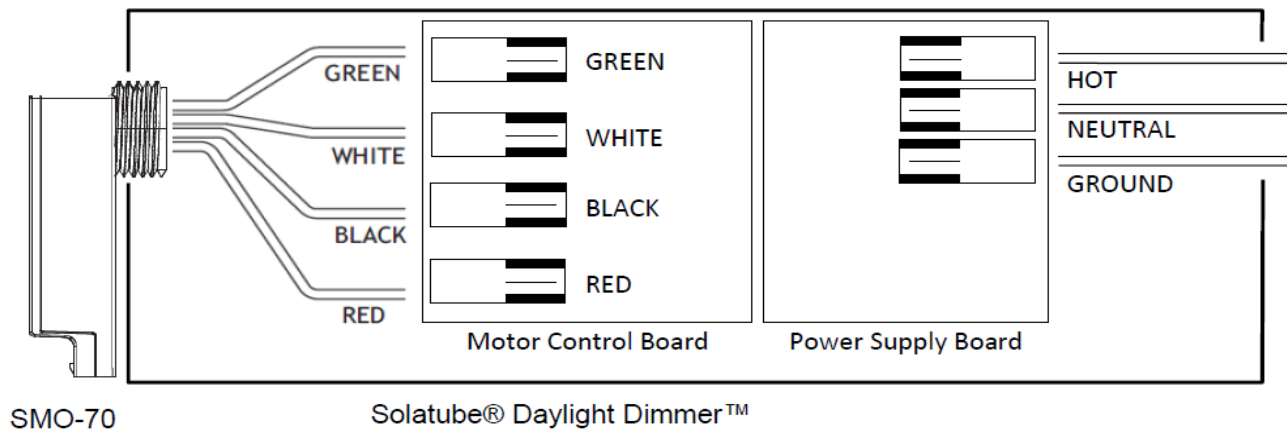 GREEN
WHITE
BLACK
RED
GREEN
WHITE
BLACK
RED
Motor Control Board
Power Supply Board
HOT
NEUTRAL
GROUND
SMO-70
Solatube® Daylight Dimmer™